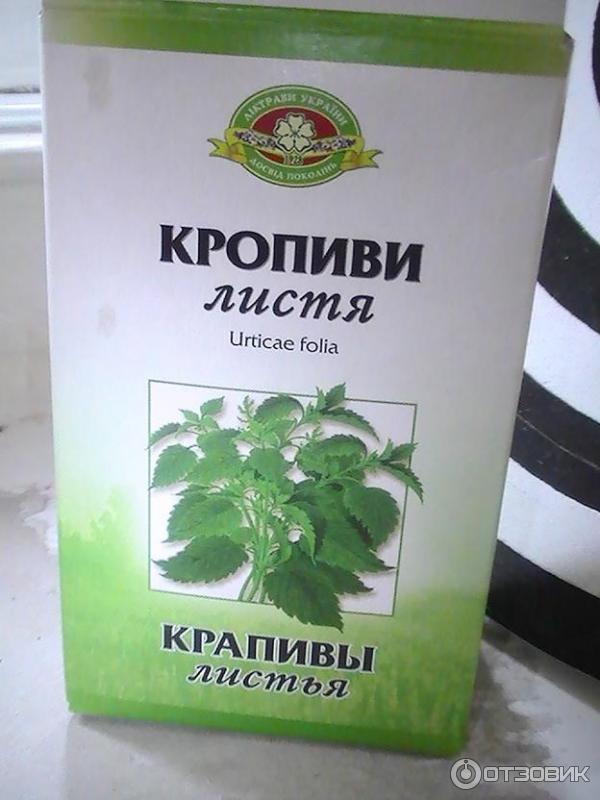 ЛІКТРАВИ УКРАЇНИ
ДОСВІД ПОКОЛІНЬ
КРОПИВИ
листя
Urticae folia
КРАПИВЫ
листья
ОТЗОВИК